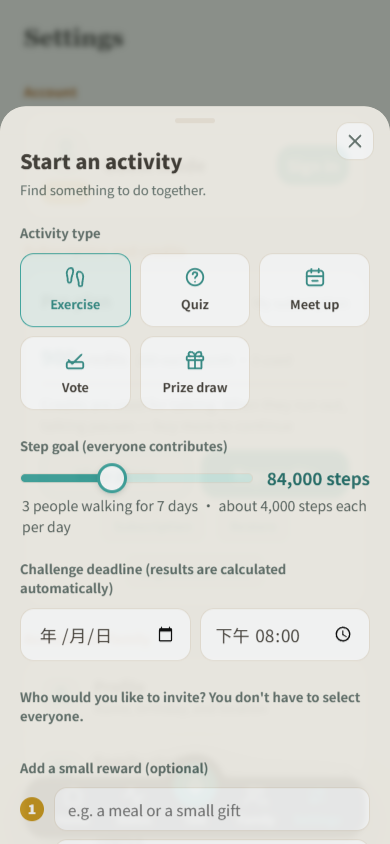 Settings
Account
Start an activity
Find something to do together.
Activity type
Exercise
Quiz
Meet up
Vote
Prize draw
Step goal (everyone contributes)
84,000 steps
3 people walking for 7 days · about 4,000 steps each
per day
Challenge deadline (results are calculated
automatically)
年 /月/日
下午 08:00
Who would you like to invite? You don't have to select
everyone.
Add a small reward (optional)
1
e.g. a meal or a small gift